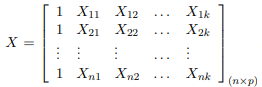 1 X₁₁ X₁₂ … X₁ₖ
1 X₂₁ X₂₂ … X₂ₖ
X = ⋮ ⋮ ⋮ … ⋮
1 Xₙ₁ Xₙ₂ … Xₙₖ
(n×p)